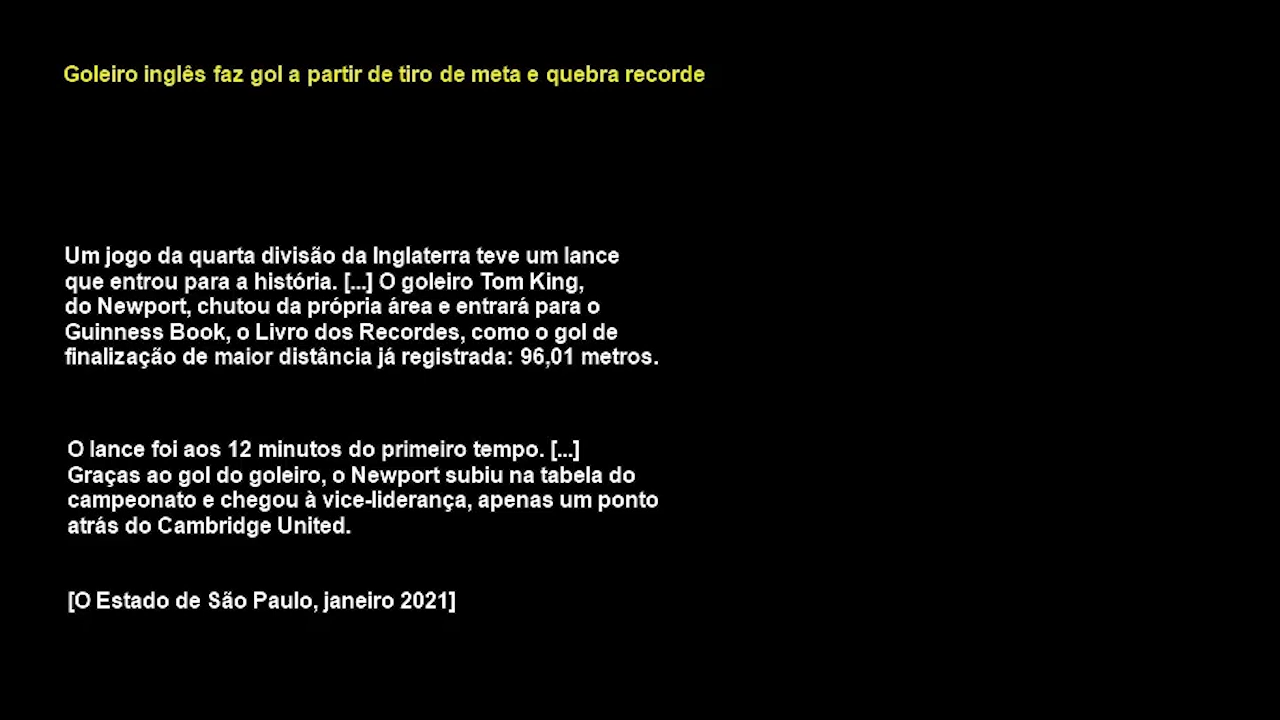 Goleiro inglês faz gol a partir de tiro de meta e quebra recorde
Um jogo da quarta divisão da Inglaterra teve um lance
que entrou para a história. [...] O goleiro Tom King,
do Newport, chutou da própria área e entrará para o
Guinness Book, o Livro dos Recordes, como o gol de
finalização de maior distância já registrada: 96,01 metros.
O lance foi aos 12 minutos do primeiro tempo. [...]
Graças ao gol do goleiro, o Newport subiu na tabela do
campeonato e chegou à vice-liderança, apenas um ponto
atrás do Cambridge United.
[O Estado de São Paulo, janeiro 2021]